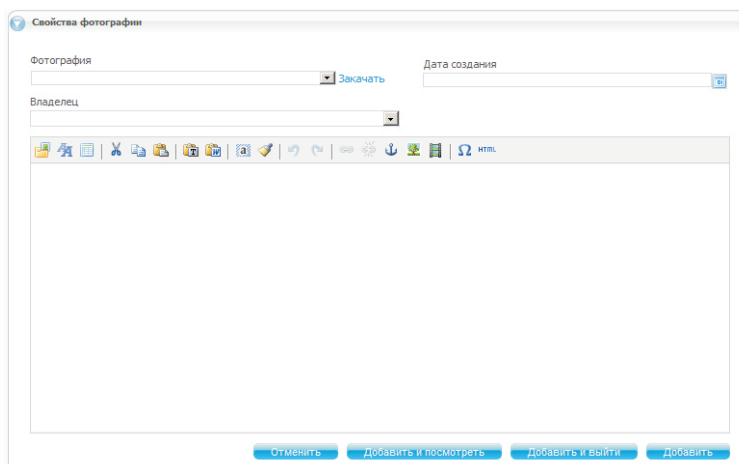 Свойства фотографии
Фотография
Дата создания
Закачать
Владелец
HTML
Отменить
Добавить и посмотреть
Добавить и выйти
Добавить